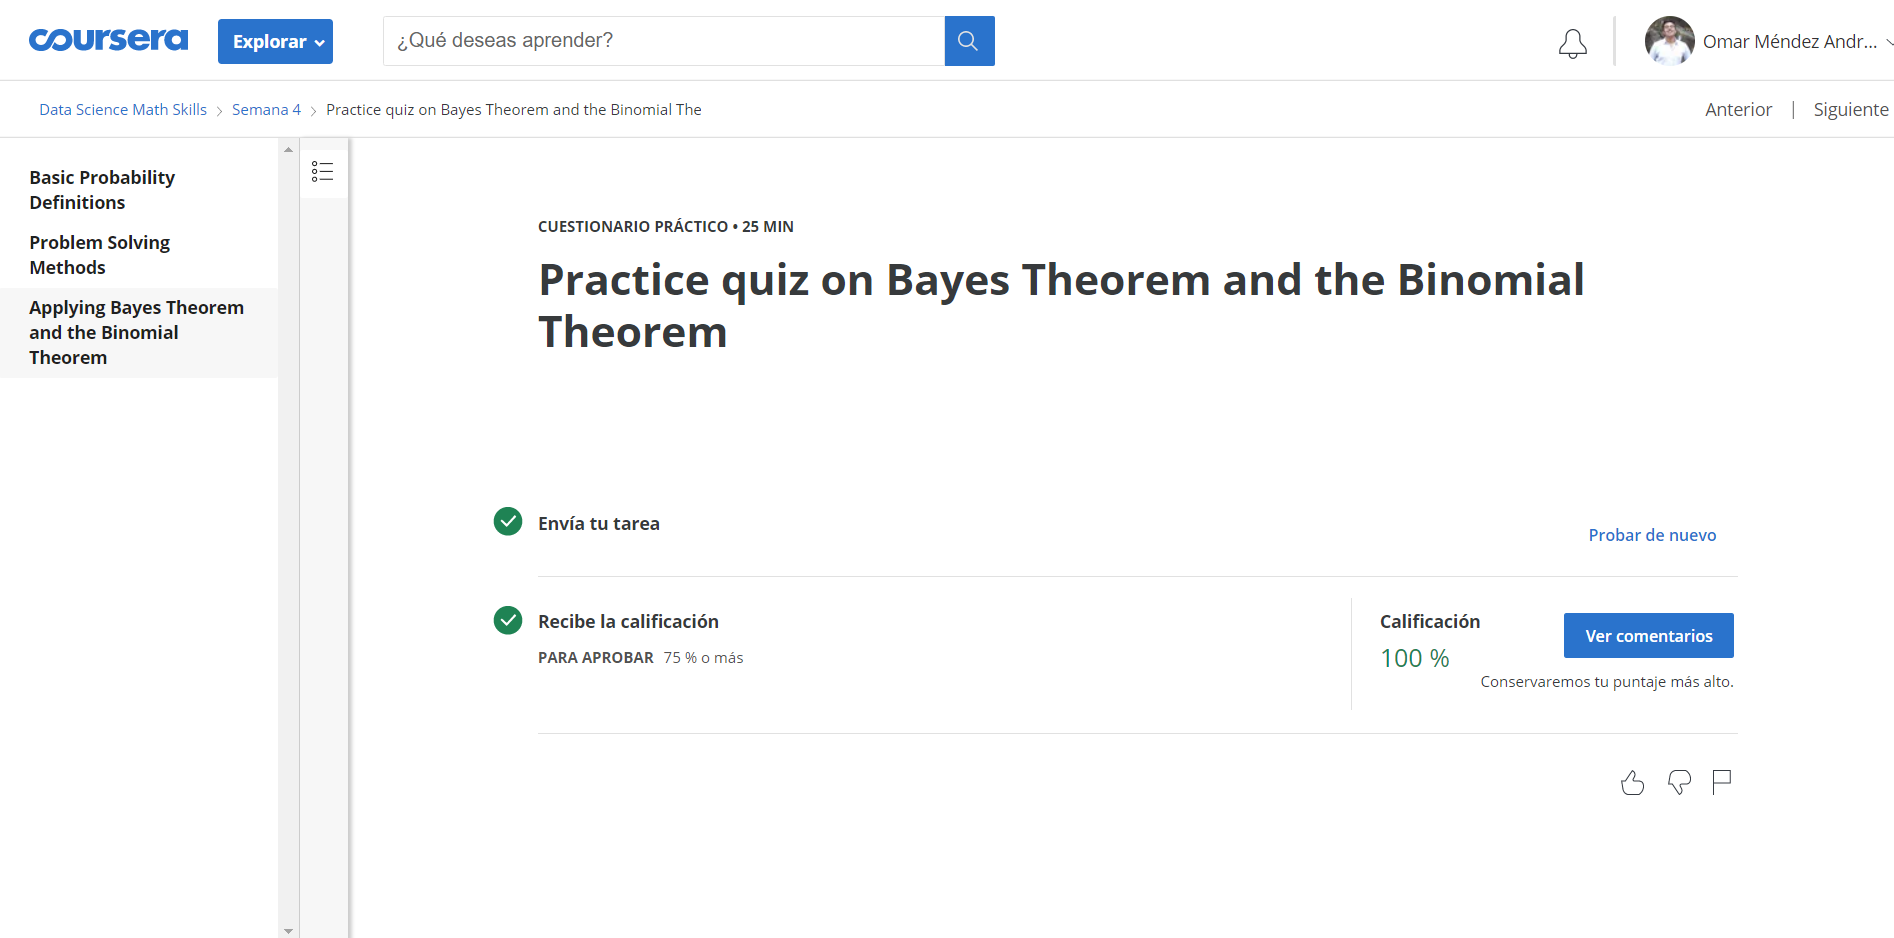 coursera
Explorar
¿Qué deseas aprender?
Omar Méndez Andr...
Data Science Math Skills
Semana 4
Practice quiz on Bayes Theorem and the Binomial The
Anterior | Siguiente
Basic Probability
Definitions
Problem Solving
Methods
Applying Bayes Theorem
and the Binomial
Theorem
CUESTIONARIO PRÁCTICO • 25 MIN
Practice quiz on Bayes Theorem and the Binomial
Theorem
Envía tu tarea
Probar de nuevo
Recibe la calificación
PARA APROBAR 75 % o más
Calificación
100 %
Ver comentarios
Conservaremos tu puntaje más alto.